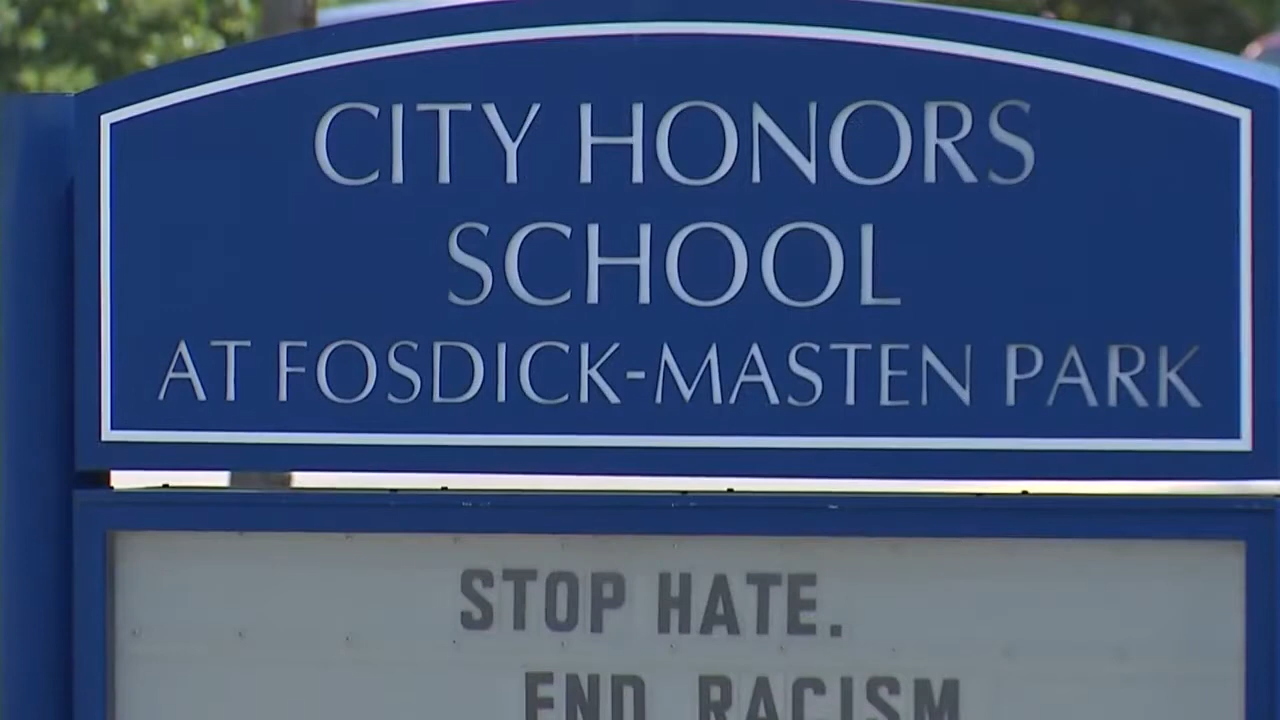 CITY HONORS
SCHOOL
AT FOSDICK-MASTEN PARK
STOP HATE.
END RACISM